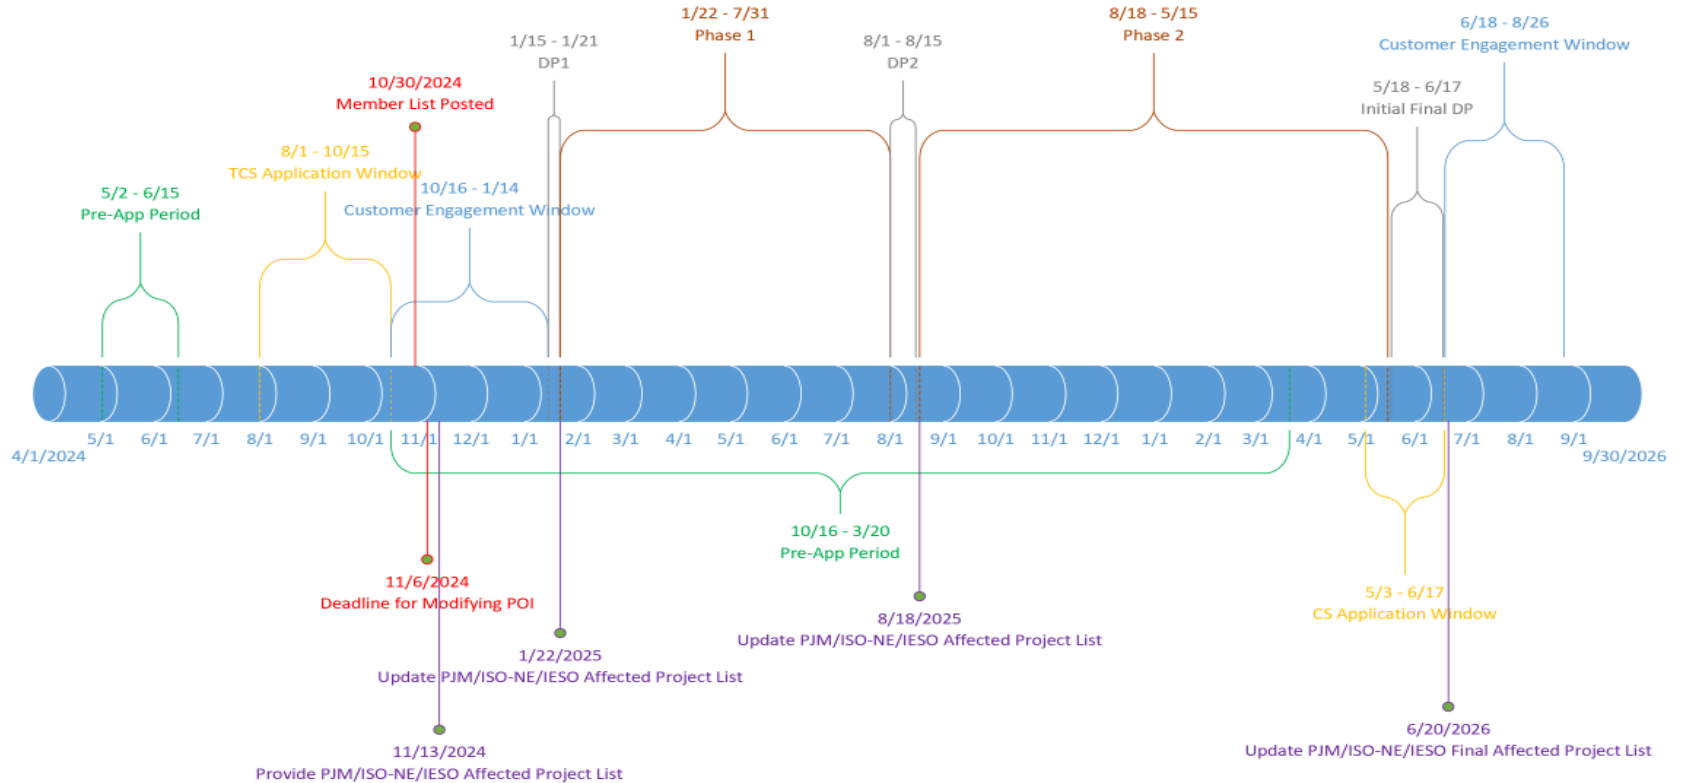 1/22 - 7/31
Phase 1
8/18 - 5/15
Phase 2
6/18 - 8/26
Customer Engagement Window
1/15 - 1/21
DP1
8/1 - 8/15
DP2
10/30/2024
Member List Posted
5/18 - 6/17
Initial Final DP
8/1 - 10/15
TCS Application Window
5/2 - 6/15
Pre-App Period
10/16 - 1/14
Customer Engagement Window
5/1 6/1 7/1 8/1 9/1 10/1 11/1 12/1 1/1 2/1 3/1 4/1 5/1 6/1 7/1 8/1 9/1 10/1 11/1 12/1 1/1 2/1 3/1 4/1 5/1 6/1 7/1 8/1 9/1
4/1/2024
9/30/2026
10/16 - 3/20
Pre-App Period
11/6/2024
Deadline for Modifying POI
5/3 - 6/17
CS Application Window
8/18/2025
Update PJM/ISO-NE/IESO Affected Project List
1/22/2025
Update PJM/ISO-NE/IESO Affected Project List
6/20/2026
Update PJM/ISO-NE/IESO Final Affected Project List
11/13/2024
Provide PJM/ISO-NE/IESO Affected Project List